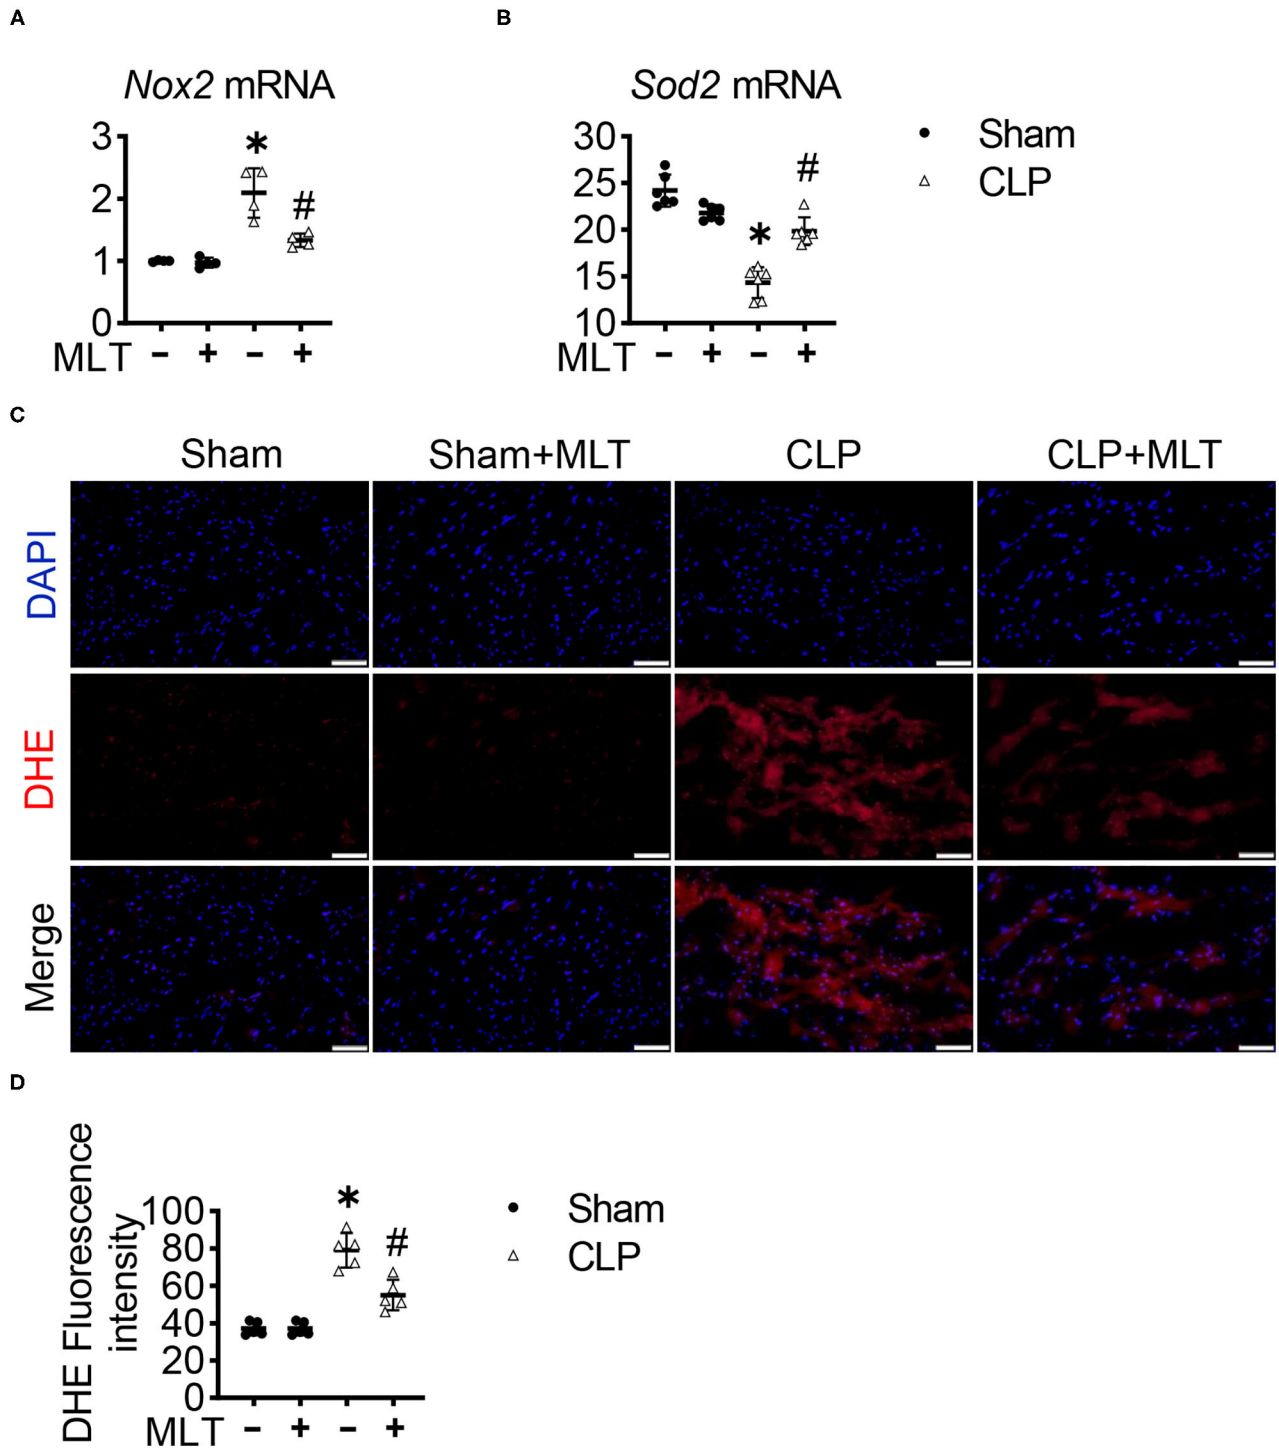 A
B
Nox2 mRNA
Sod2 mRNA
3
2
1
0
*
#
MLT − + − +
30
25
20
15
10
*
#
MLT − + − +
Sham
CLP
C
Sham Sham+MLT CLP CLP+MLT
DAPI
DHE
Merge
D
DHE Fluorescence
intensity
100
80
60
40
20
0
*
#
MLT − + − +
Sham
CLP